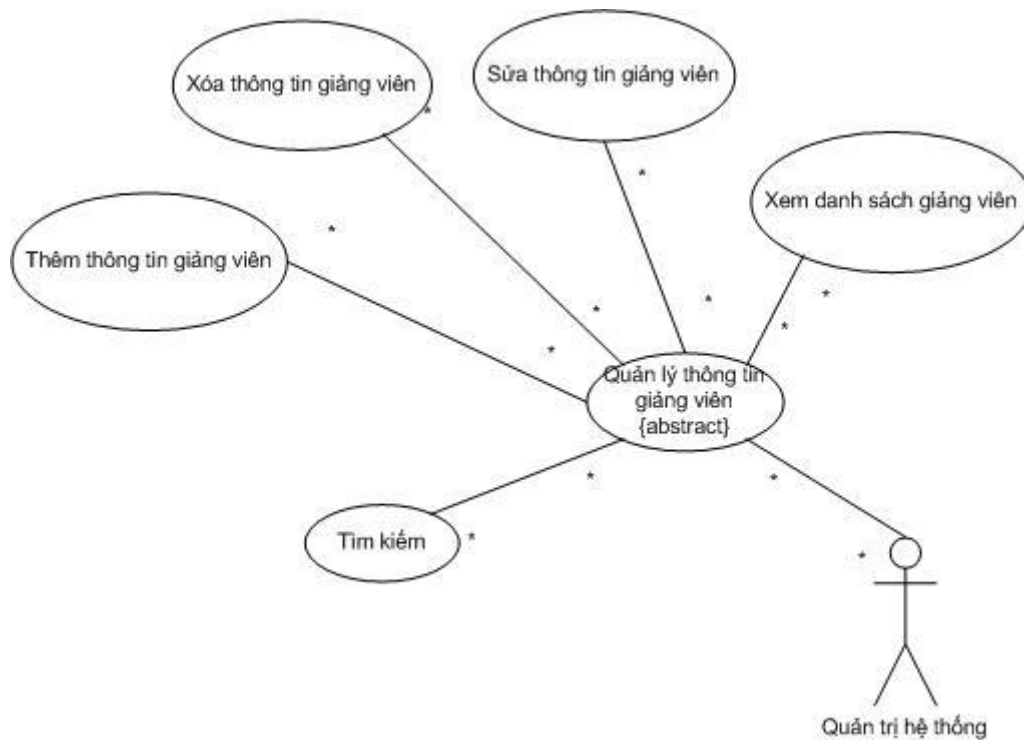 Xóa thông tin giảng viên
Sửa thông tin giảng viên
*
*
Xem danh sách giảng viên
*
Thêm thông tin giảng viên
*
*
*
*
*
Quản lý thông tin
giảng viên
{abstract}
*
*
Tìm kiếm
*
*
Quản trị hệ thống